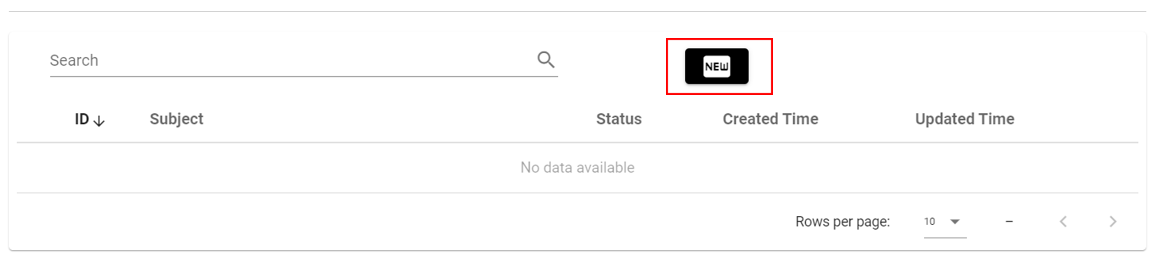 Search
NEW
ID Subject Status Created Time Updated Time
No data available
Rows per page: 10 –